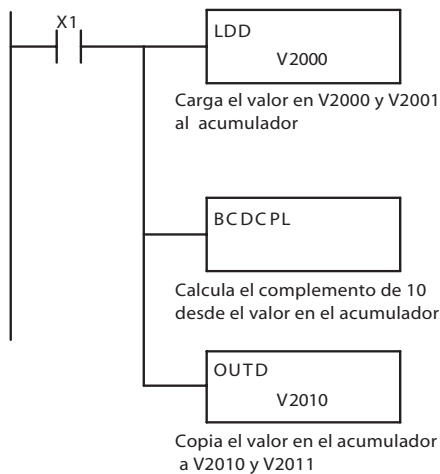 X1
LDD
V2000
Carga el valor en V2000 y V2001
al acumulador
BCDCPL
Calcula el complemento de 10
desde el valor en el acumulador
OUTD
V2010
Copia el valor en el acumulador
a V2010 y V2011